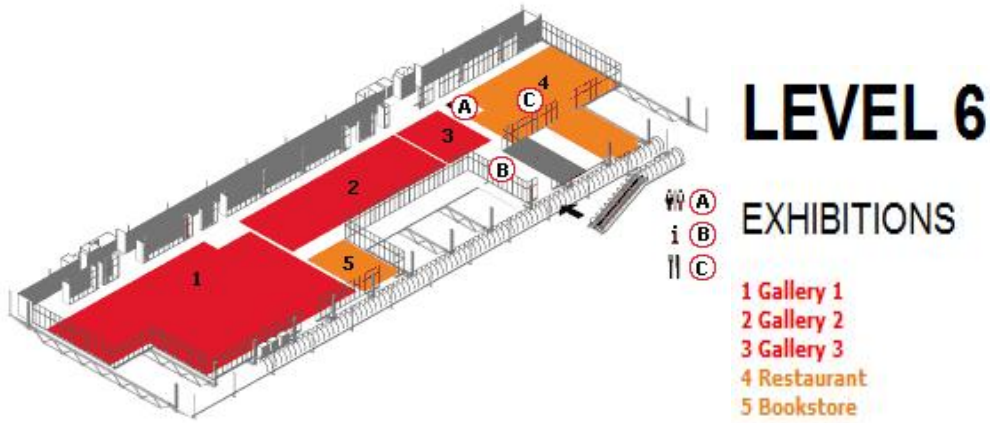 4
C
A
3
B
2
5
1
A
i B
C
LEVEL 6
EXHIBITIONS
1 Gallery 1
2 Gallery 2
3 Gallery 3
4 Restaurant
5 Bookstore